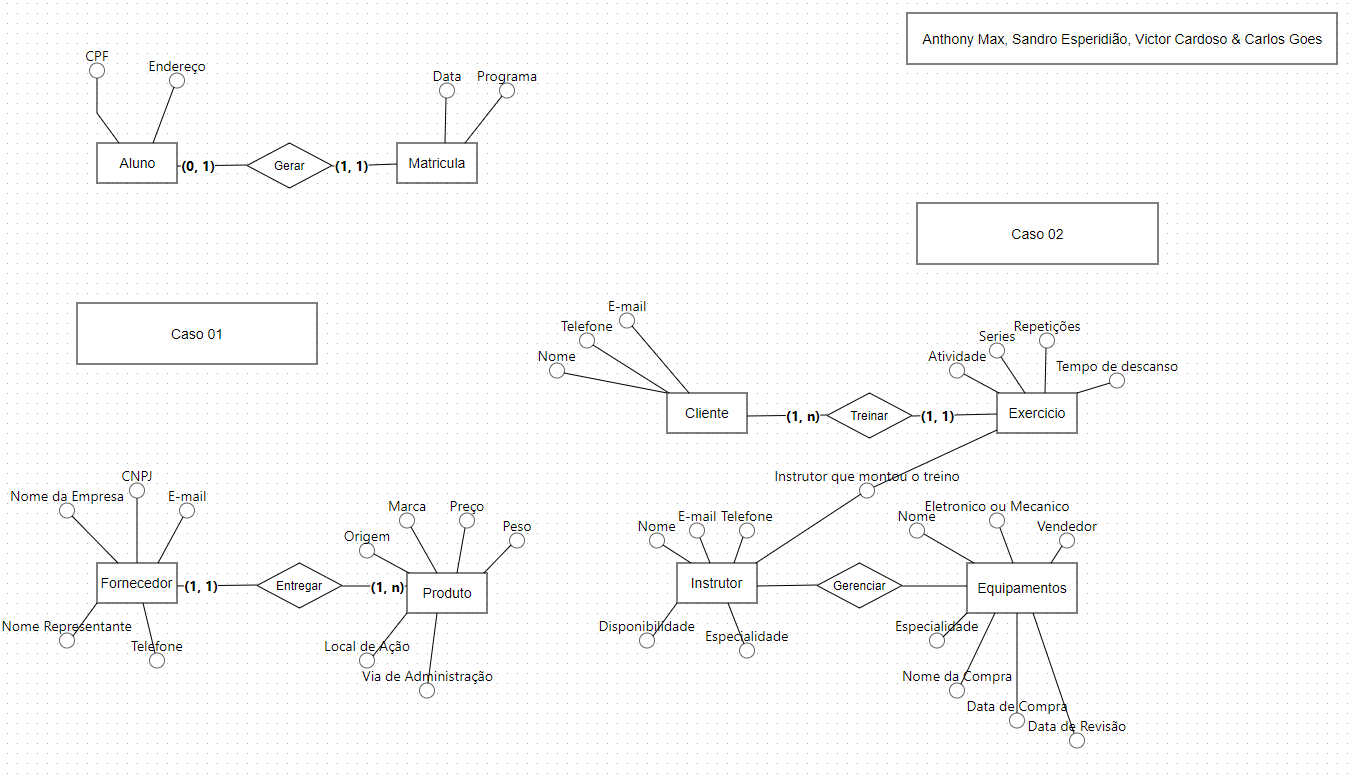 Anthony Max, Sandro Esperidião, Victor Cardoso & Carlos Goes
CPF
Endereço
Data
Programa
Aluno
(0, 1)
Gerar
(1, 1)
Matricula
Caso 02
Caso 01
E-mail
Telefone
Nome
Repetições
Series
Atividade
Tempo de descanso
Cliente
(1, n)
Treinar
(1, 1)
Exercicio
Instrutor que montou o treino
CNPJ
Nome da Empresa
E-mail
Marca
Preço
Origem
Peso
Fornecedor
(1, 1)
Entregar
(1, n)
Produto
Nome Representante
Telefone
Local de Ação
Via de Administração
Nome
E-mail
Telefone
Nome
Eletronico ou Mecanico
Vendedor
Instrutor
Gerenciar
Equipamentos
Disponibilidade
Especialidade
Especialidade
Nome da Compra
Data de Compra
Data de Revisão